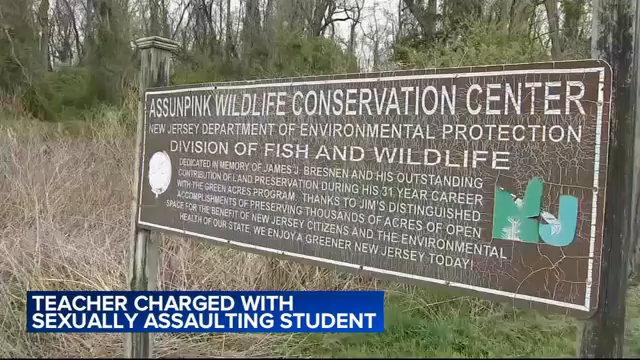 ASSUNPINK WILDLIFE CONSERVATION CENTER
NEW JERSEY DEPARTMENT OF ENVIRONMENTAL PROTECTION
DIVISION OF FISH AND WILDLIFE
DEDICATED IN MEMORY OF JAMES J. BRESNEN AND HIS OUTSTANDING
CONTRIBUTION OF LAND PRESERVATION DURING HIS 31 YEAR CAREER
WITH THE GREEN ACRES PROGRAM. THANKS TO JIM'S DISTINGUISHED
ACCOMPLISHMENTS OF PRESERVING THOUSANDS OF ACRES OF OPEN
SPACE FOR THE BENEFIT OF NEW JERSEY CITIZENS AND THE ENVIRONMENTAL
HEALTH OF OUR STATE, WE ENJOY A GREENER NEW JERSEY TODAY!
NJ
TEACHER CHARGED WITH
SEXUALLY ASSAULTING STUDENT